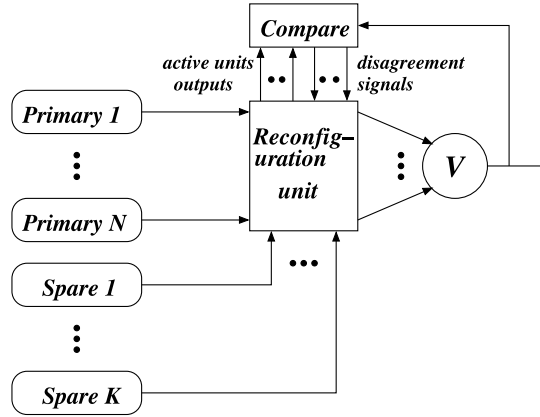 Compare
active units
outputs
disagreement
signals
Primary 1
Reconfig-
uration
unit
V
Primary N
Spare 1
Spare K